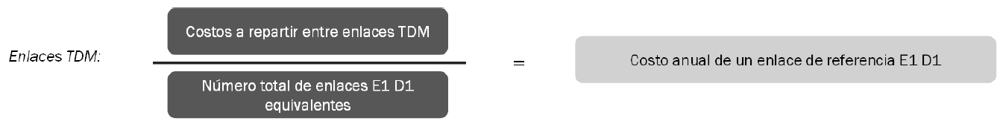 Costos a repartir entre enlaces TDM
Enlaces TDM:
=
Costo anual de un enlace de referencia E1 D1
Número total de enlaces E1 D1
equivalentes